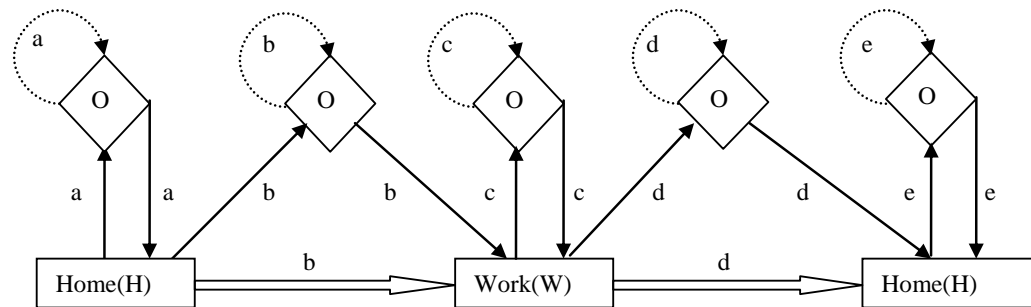 a b c d e
O O O O O
a a b b c c d d e e
b d
Home(H) Work(W) Home(H)